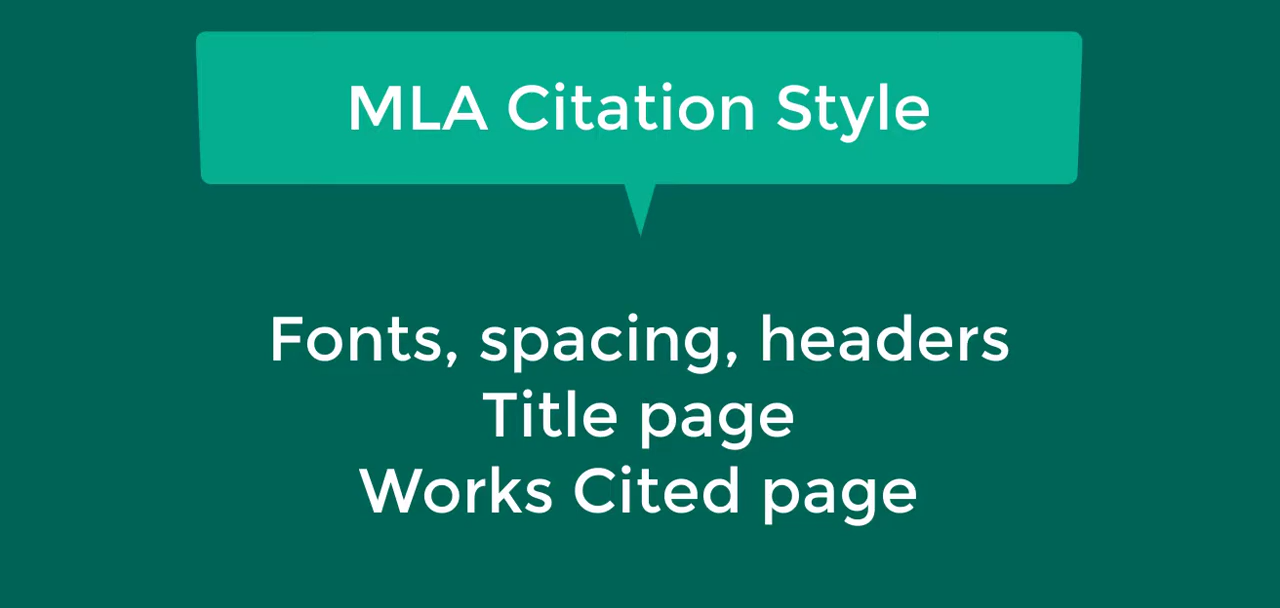 MLA Citation Style
Fonts, spacing, headers
Title page
Works Cited page